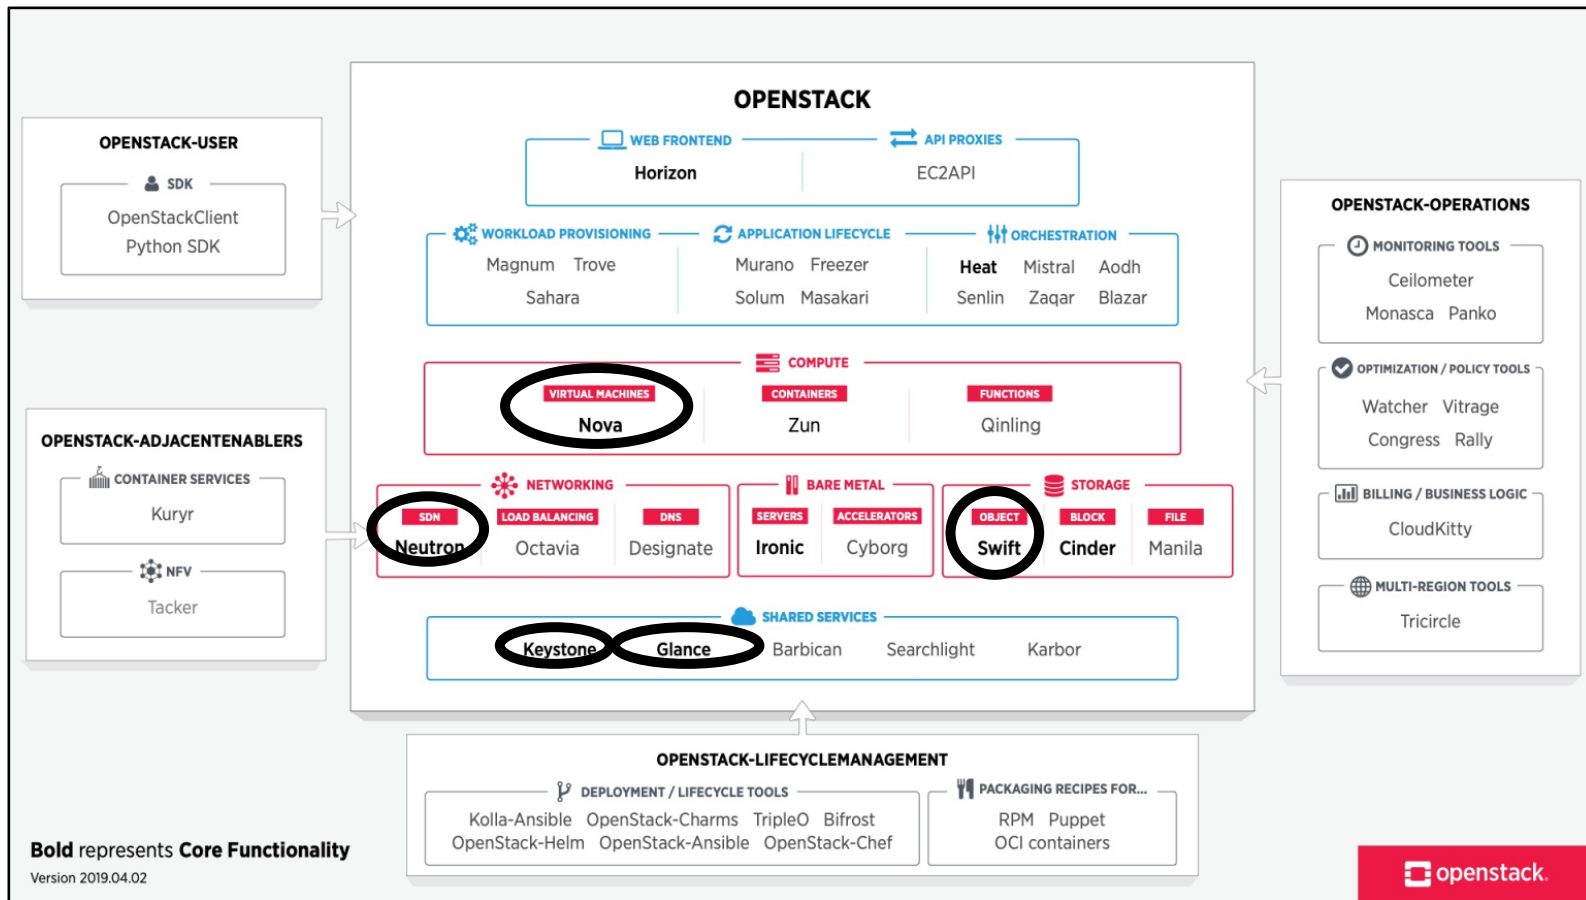 OPENSTACK
WEB FRONTEND
API PROXIES
Horizon
EC2API
WORKLOAD PROVISIONING
Magnum Trove
Sahara
APPLICATION LIFECYCLE
Murano Freezer
Solum Masakari
ORCHESTRATION
Heat Mistral Aodh
Senlin Zaqar Blazar
COMPUTE
VIRTUAL MACHINES
Nova
CONTAINERS
Zun
FUNCTIONS
Qinling
NETWORKING
SDN
Neutron
LOAD BALANCING
Octavia
DNS
Designate
BARE METAL
SERVERS
Ironic
ACCELERATORS
Cyborg
STORAGE
OBJECT
Swift
BLOCK
Cinder
FILE
Manila
SHARED SERVICES
Keystone Glance Barbican Searchlight Karbor
OPENSTACK-USER
SDK
OpenStackClient
Python SDK
OPENSTACK-ADJACENTENABLERS
CONTAINER SERVICES
Kuryr
NFV
Tacker
OPENSTACK-OPERATIONS
MONITORING TOOLS
Ceilometer
Monasca Panko
OPTIMIZATION / POLICY TOOLS
Watcher Vitrage
Congress Rally
BILLING / BUSINESS LOGIC
CloudKitty
MULTI-REGION TOOLS
Tricircle
OPENSTACK-LIFECYCLEMANAGEMENT
DEPLOYMENT / LIFECYCLE TOOLS
Kolla-Ansible OpenStack-Charms TripleO Bifrost
OpenStack-Helm OpenStack-Ansible OpenStack-Chef
PACKAGING RECIPES FOR...
RPM Puppet
OCI containers
Bold represents Core Functionality
Version 2019.04.02
openstack.